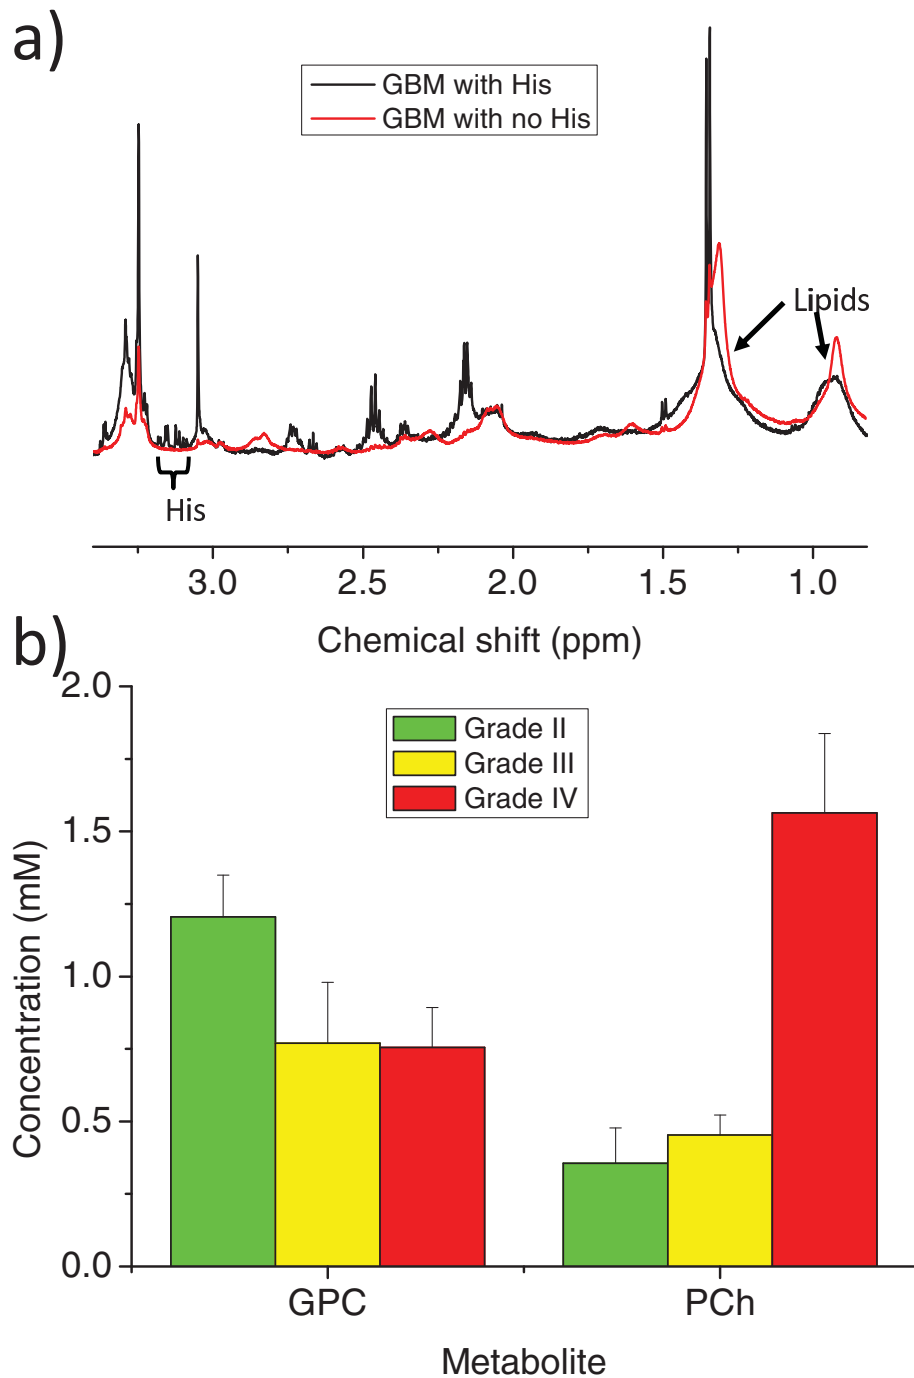 a)
GBM with His
GBM with no His
Lipids
His
3.0 2.5 2.0 1.5 1.0
Chemical shift (ppm)
b)
2.0
Grade II
Grade III
Grade IV
1.5
1.0
0.5
0.0
Concentration (mM)
GPC PCh
Metabolite